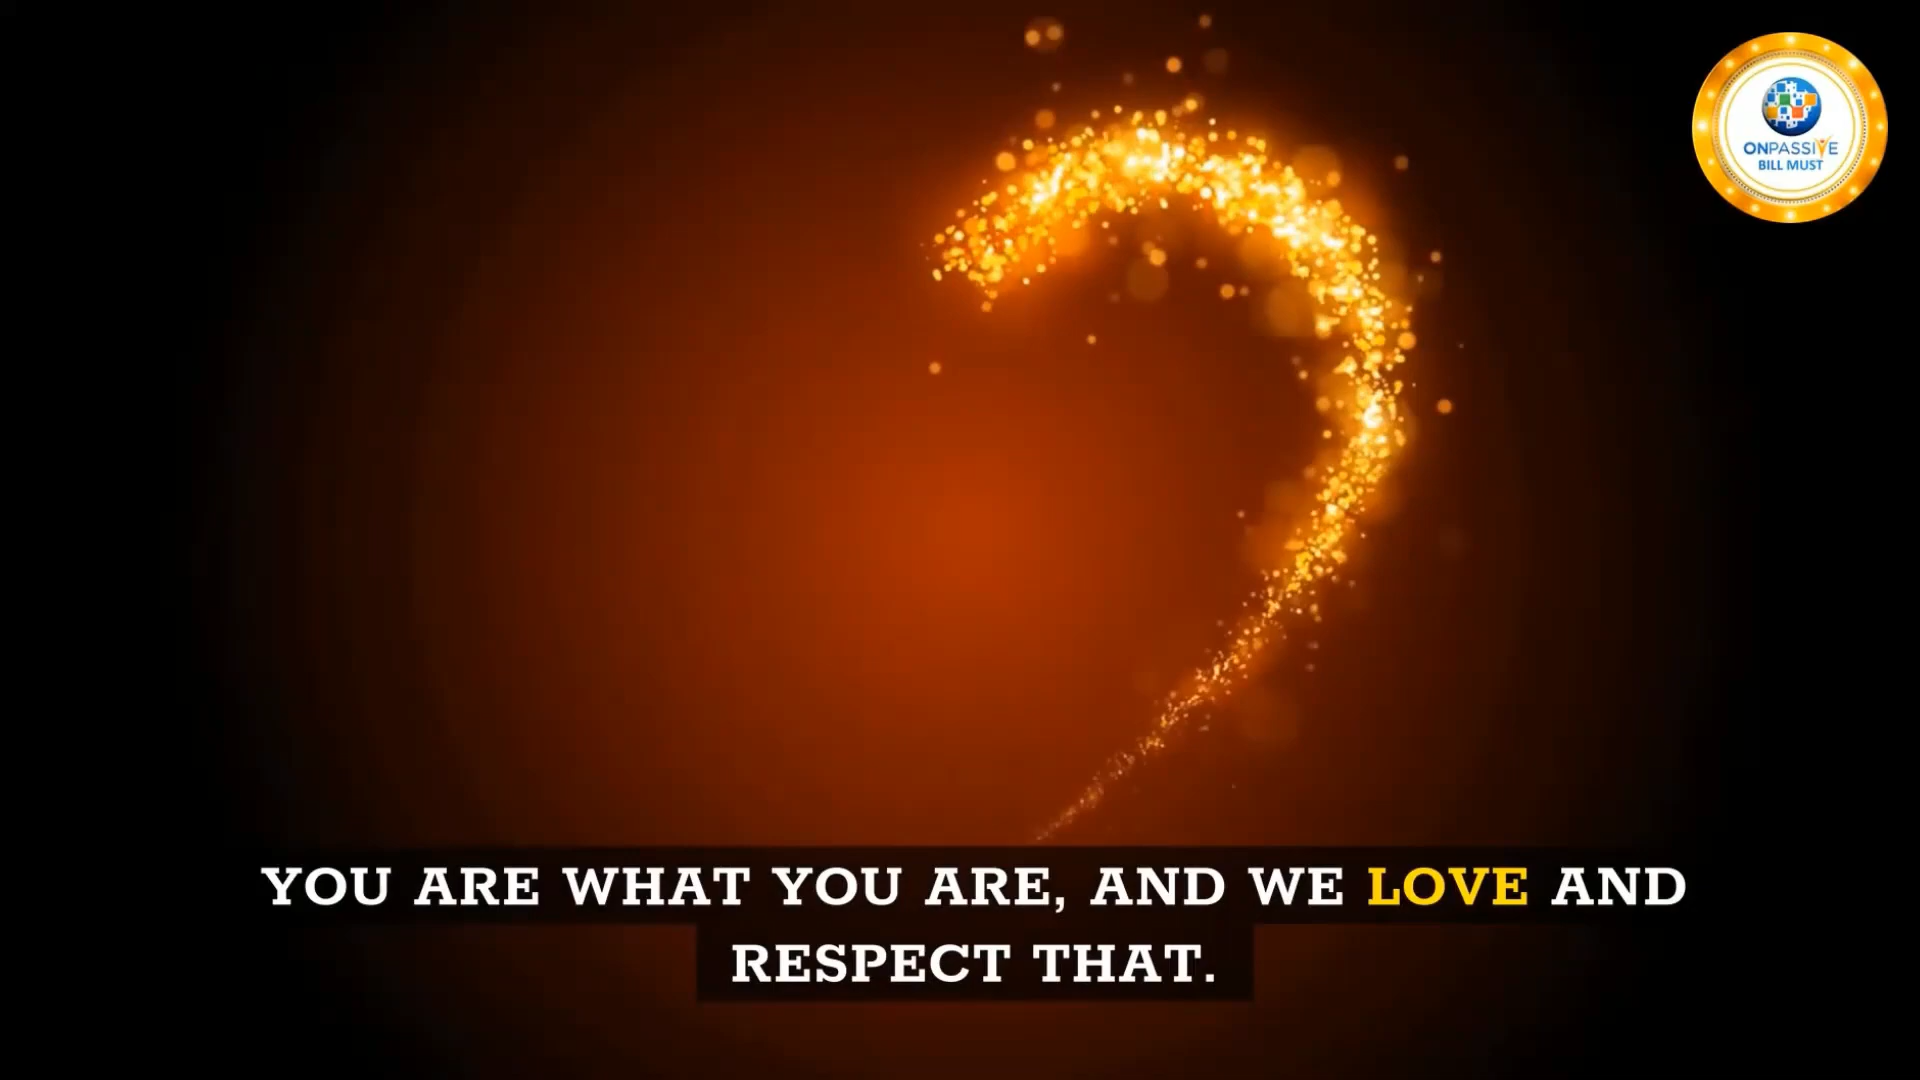 ONPASSIVE
BILL MUST
YOU ARE WHAT YOU ARE, AND WE LOVE AND
RESPECT THAT.